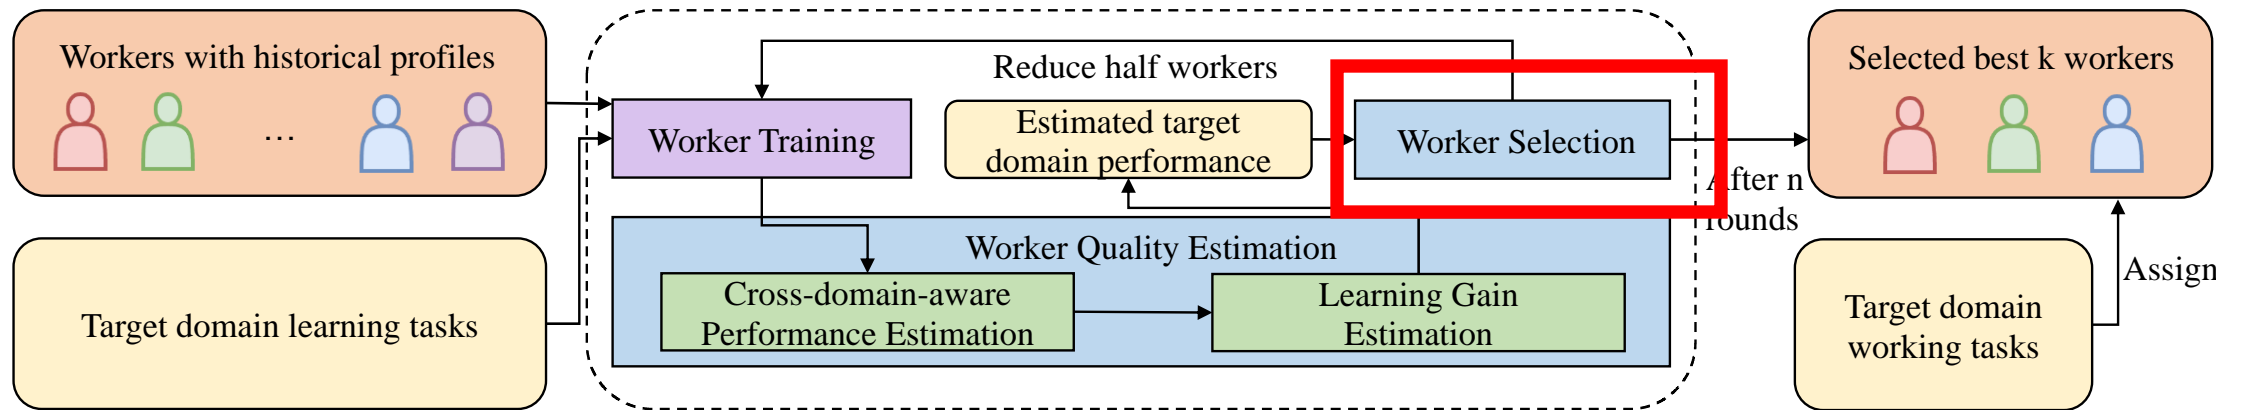 Workers with historical profiles
...
Target domain learning tasks
Reduce half workers
Worker Training
Estimated target
domain performance
Worker Selection
Worker Quality Estimation
Cross-domain-aware
Performance Estimation
Learning Gain
Estimation
After n
rounds
Selected best k workers
Target domain
working tasks
Assign